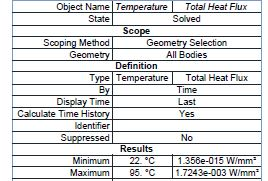 Object Name Temperature Total Heat Flux
State Solved
Scope
Scoping Method Geometry Selection
Geometry All Bodies
Definition
Type Temperature Total Heat Flux
By Time
Display Time Last
Calculate Time History Yes
Identifier
Suppressed No
Results
Minimum 22. °C 1.356e-015 W/mm²
Maximum 95. °C 1.7243e-003 W/mm²